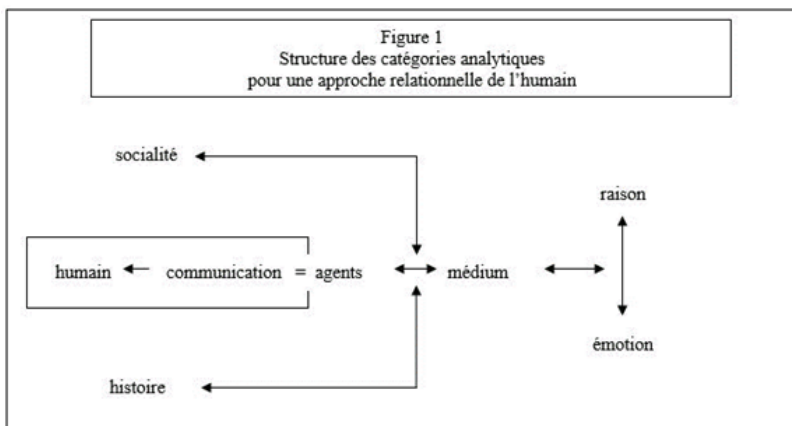 Figure 1
Structure des catégories analytiques
pour une approche relationnelle de l’humain
socialité
raison
humain communication = agents médium
émotion
histoire